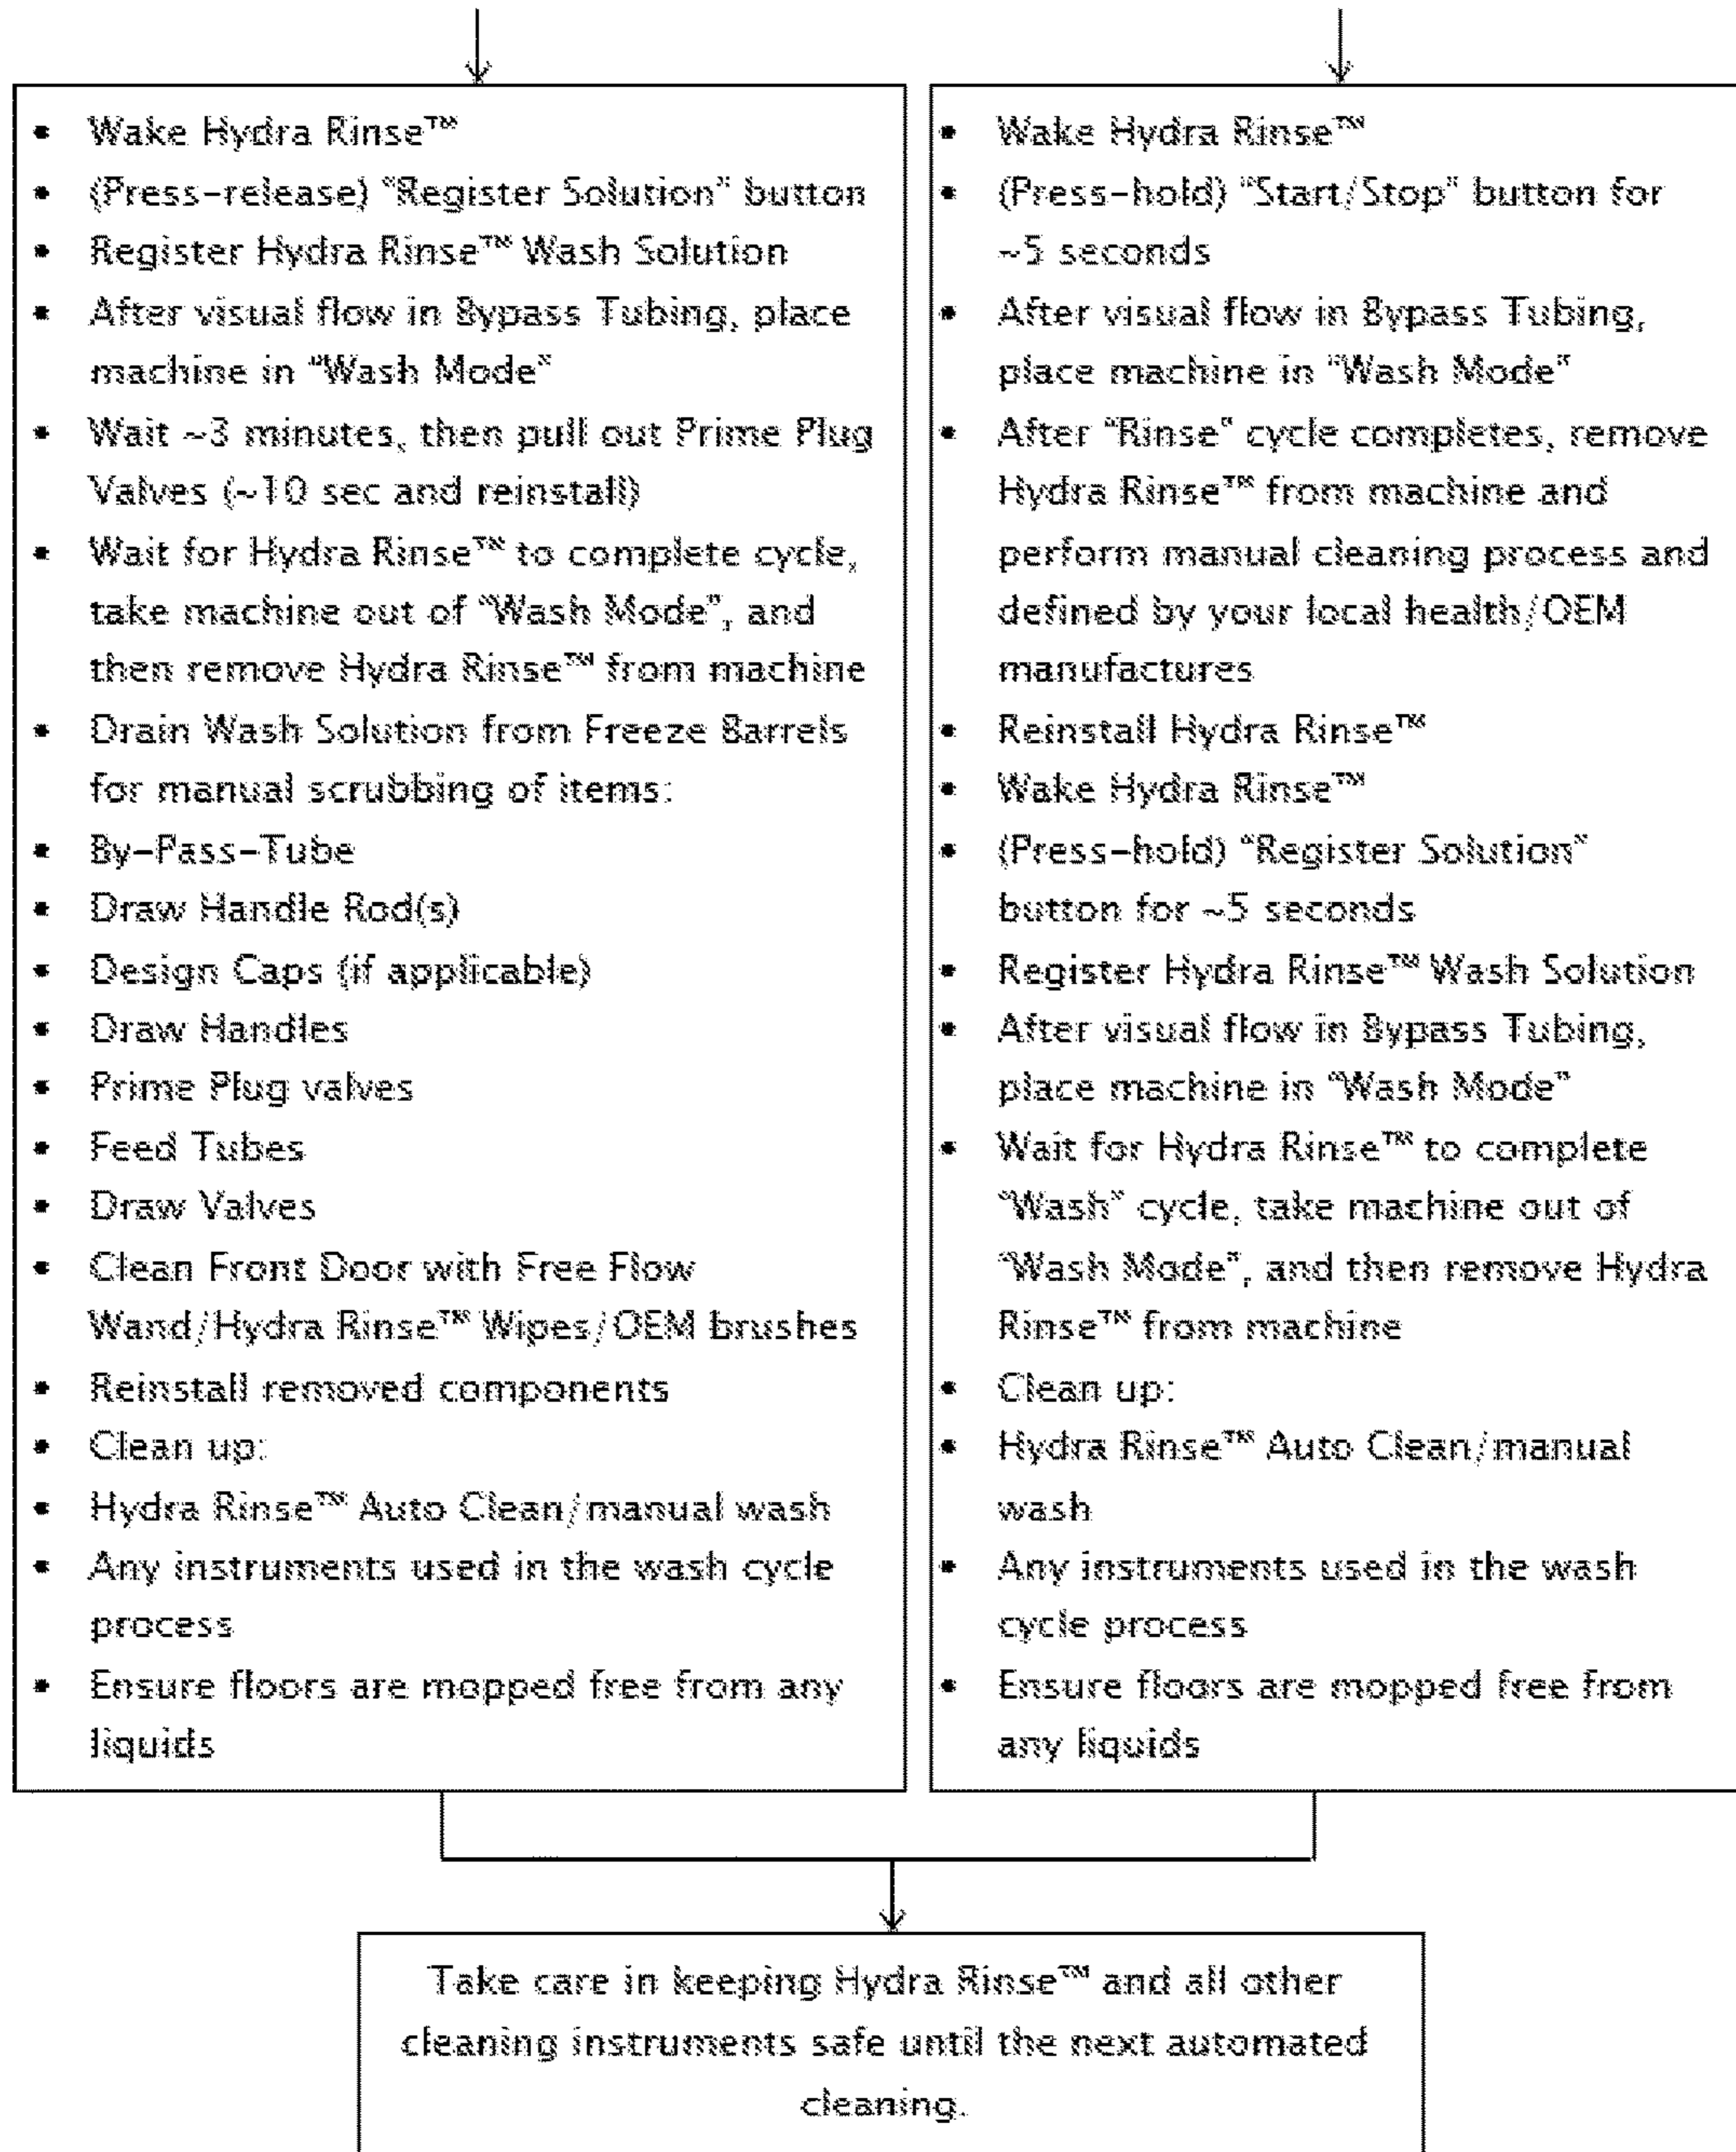 • Wake Hydra Rinse™
• (Press-release) "Register Solution" button
• Register Hydra Rinse™ Wash Solution
• After visual flow in Bypass Tubing, place
machine in "Wash Mode"
• Wait ~3 minutes, then pull out Prime Plug
Valves (~10 sec and reinstall)
• Wait for Hydra Rinse™ to complete cycle,
take machine out of "Wash Mode", and
then remove Hydra Rinse™ from machine
• Drain Wash Solution from Freeze Barrels
for manual scrubbing of items:
• By-Pass-Tube
• Draw Handle Rod(s)
• Design Caps (if applicable)
• Draw Handles
• Prime Plug valves
• Feed Tubes
• Draw Valves
• Clean Front Door with Free Flow
Wand/Hydra Rinse™ Wipes/OEM brushes
• Reinstall removed components
• Clean up:
• Hydra Rinse™ Auto Clean/manual wash
• Any instruments used in the wash cycle
process
• Ensure floors are mopped free from any
liquids
• Wake Hydra Rinse™
• (Press-hold) "Start/Stop" button for
~5 seconds
• After visual flow in Bypass Tubing,
place machine in "Wash Mode"
• After "Rinse" cycle completes, remove
Hydra Rinse™ from machine and
perform manual cleaning process and
defined by your local health/OEM
manufactures
• Reinstall Hydra Rinse™
• Wake Hydra Rinse™
• (Press-hold) "Register Solution"
button for ~5 seconds
• Register Hydra Rinse™ Wash Solution
• After visual flow in Bypass Tubing,
place machine in "Wash Mode"
• Wait for Hydra Rinse™ to complete
"Wash" cycle, take machine out of
"Wash Mode", and then remove Hydra
Rinse™ from machine
• Clean up:
• Hydra Rinse™ Auto Clean/manual
wash
• Any instruments used in the wash
cycle process
• Ensure floors are mopped free from
any liquids
Take care in keeping Hydra Rinse™ and all other
cleaning instruments safe until the next automated
cleaning.